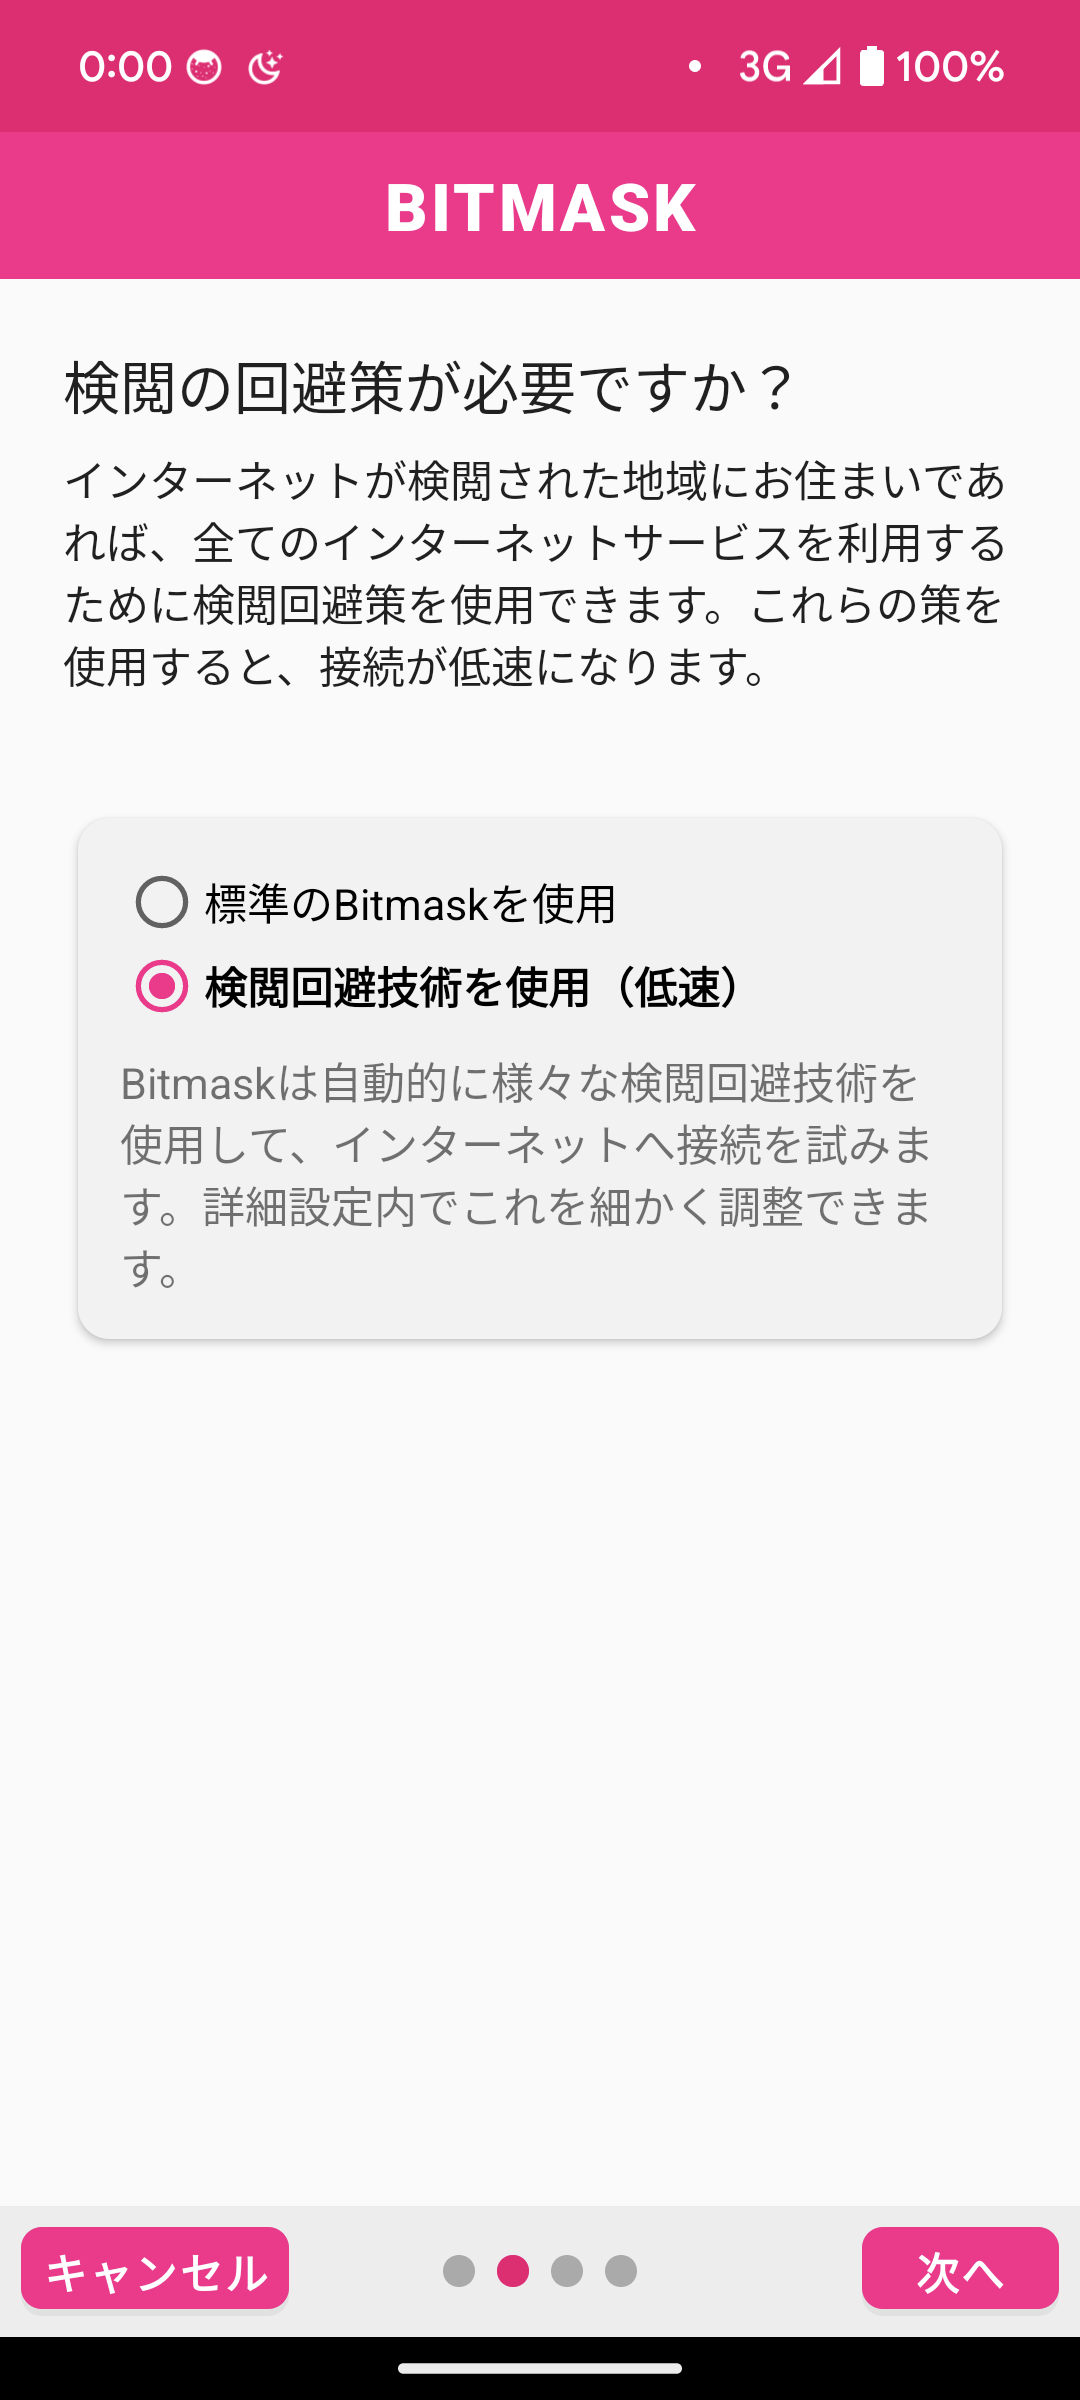 0:00 3G 100%
BITMASK
検閲の回避策が必要ですか？
インターネットが検閲された地域にお住まいであ
れば、全てのインターネットサービスを利用する
ために検閲回避策を使用できます。これらの策を
使用すると、接続が低速になります。
標準のBitmaskを使用
検閲回避技術を使用（低速）
Bitmaskは自動的に様々な検閲回避技術を
使用して、インターネットへ接続を試みま
す。詳細設定内でこれを細かく調整できま
す。
キャンセル
次へ